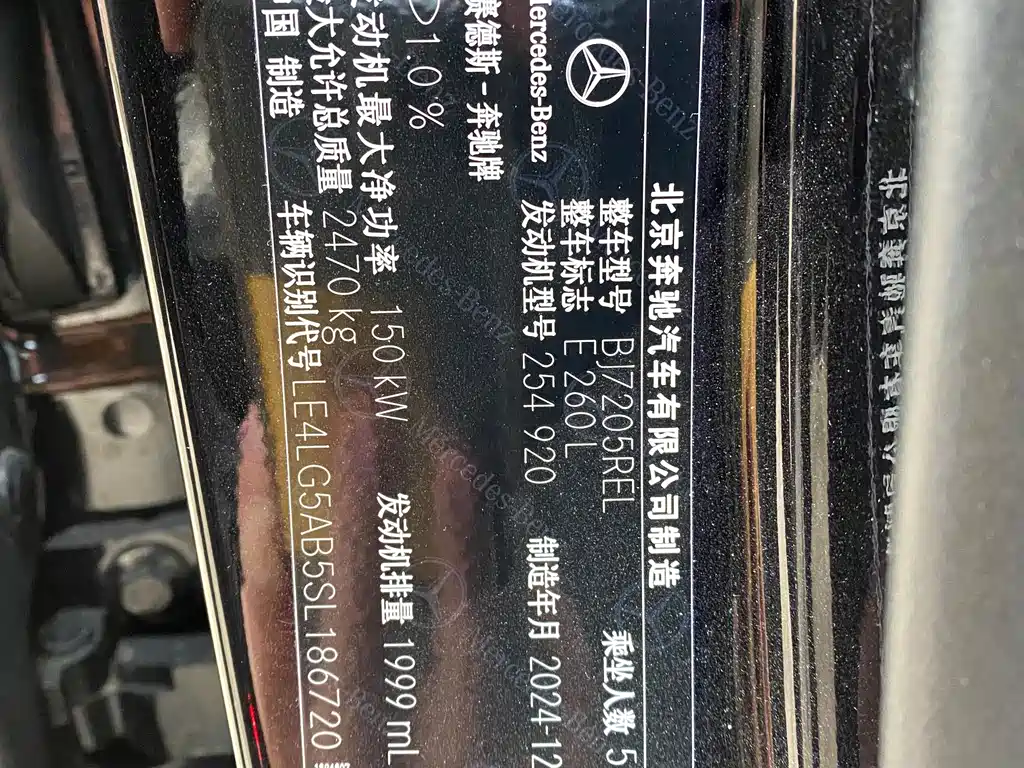 北京奔驰汽车有限公司制造
整车型号 BJ7205REL 乘坐人数 5
整车标志 E 260 L
Mercedes-Benz 发动机型号 254 920 制造年月 2024-12
赛德斯-奔驰牌
1.0 %
动机最大净功率 150 kW 发动机排量 1999 mL
大允许总质量 2470 kg
国 制造 车辆识别代号 LE4LG5AB5SL186720